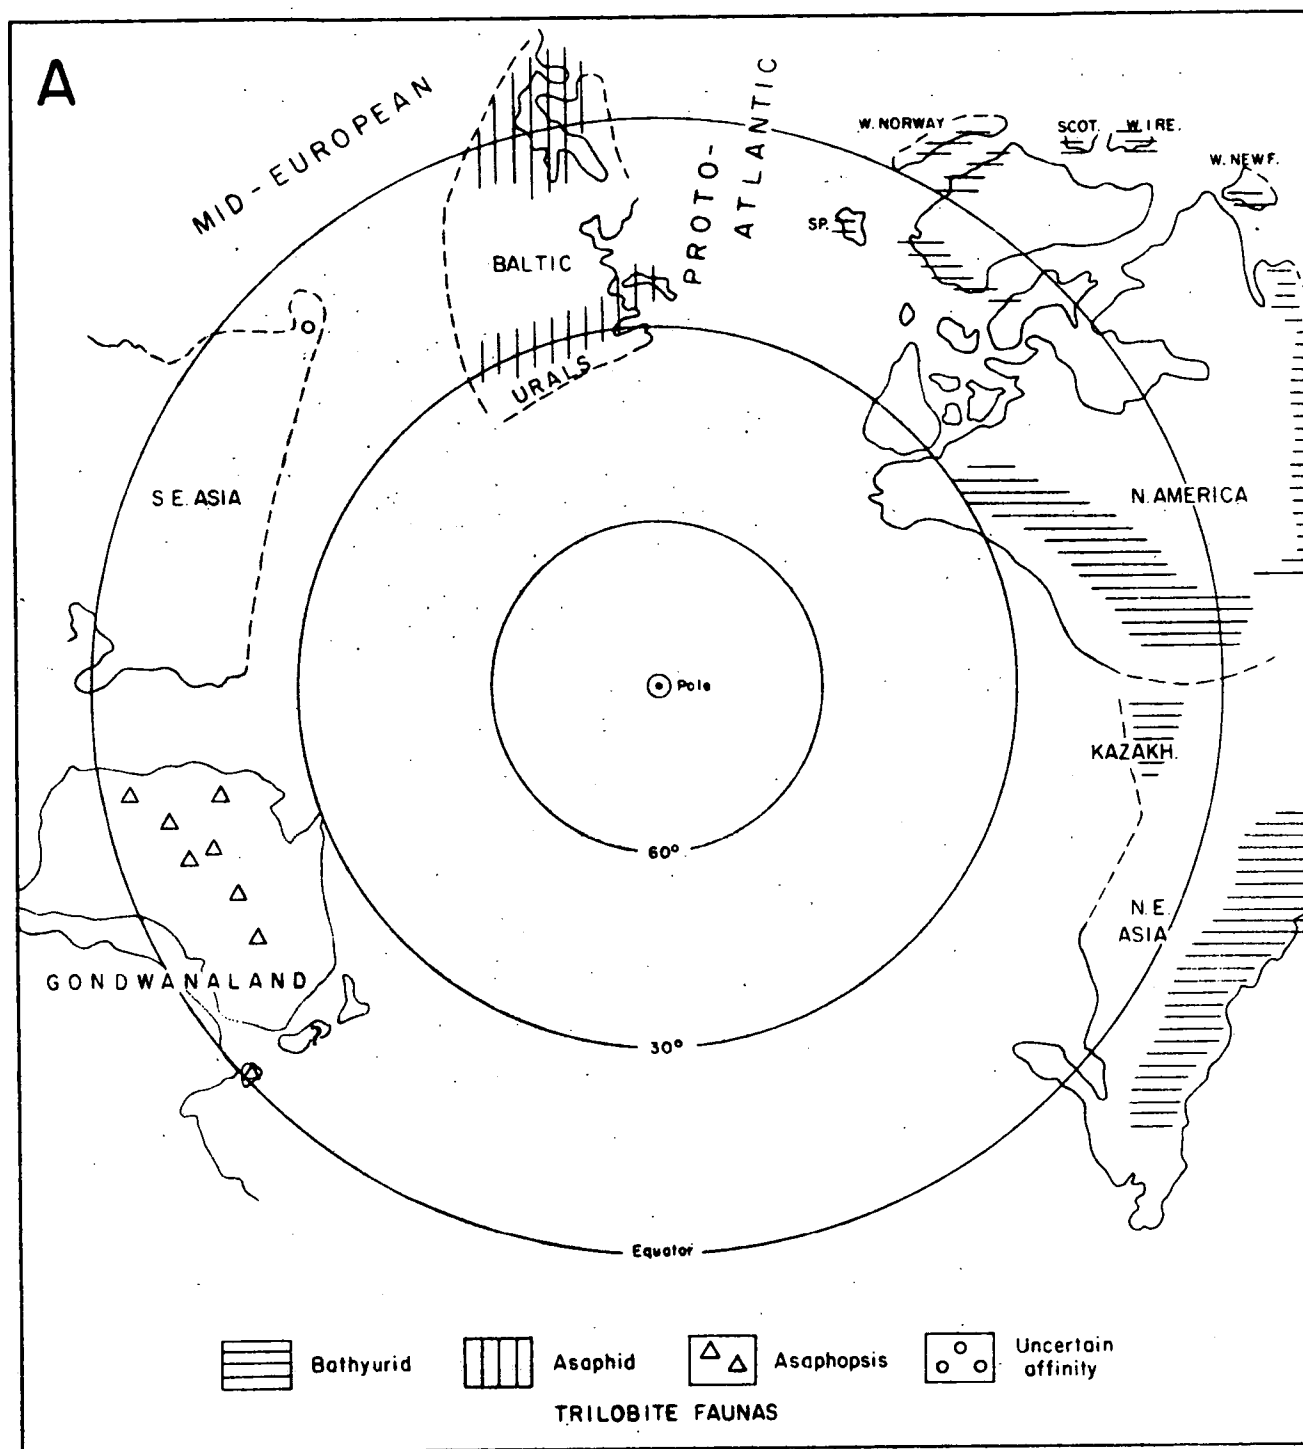 A
MID-EUROPEAN
PROTO-
ATLANTIC
W. NORWAY
SCOT.
W. IRE.
W. NEWF.
SP.
BALTIC
URALS
S E. ASIA
N. AMERICA
Pole
KAZAKH.
60°
N. E.
ASIA
GONDWANALAND
30°
Equator
Bathyurid
Asaphid
Asaphopsis
Uncertain
affinity
TRILOBITE FAUNAS